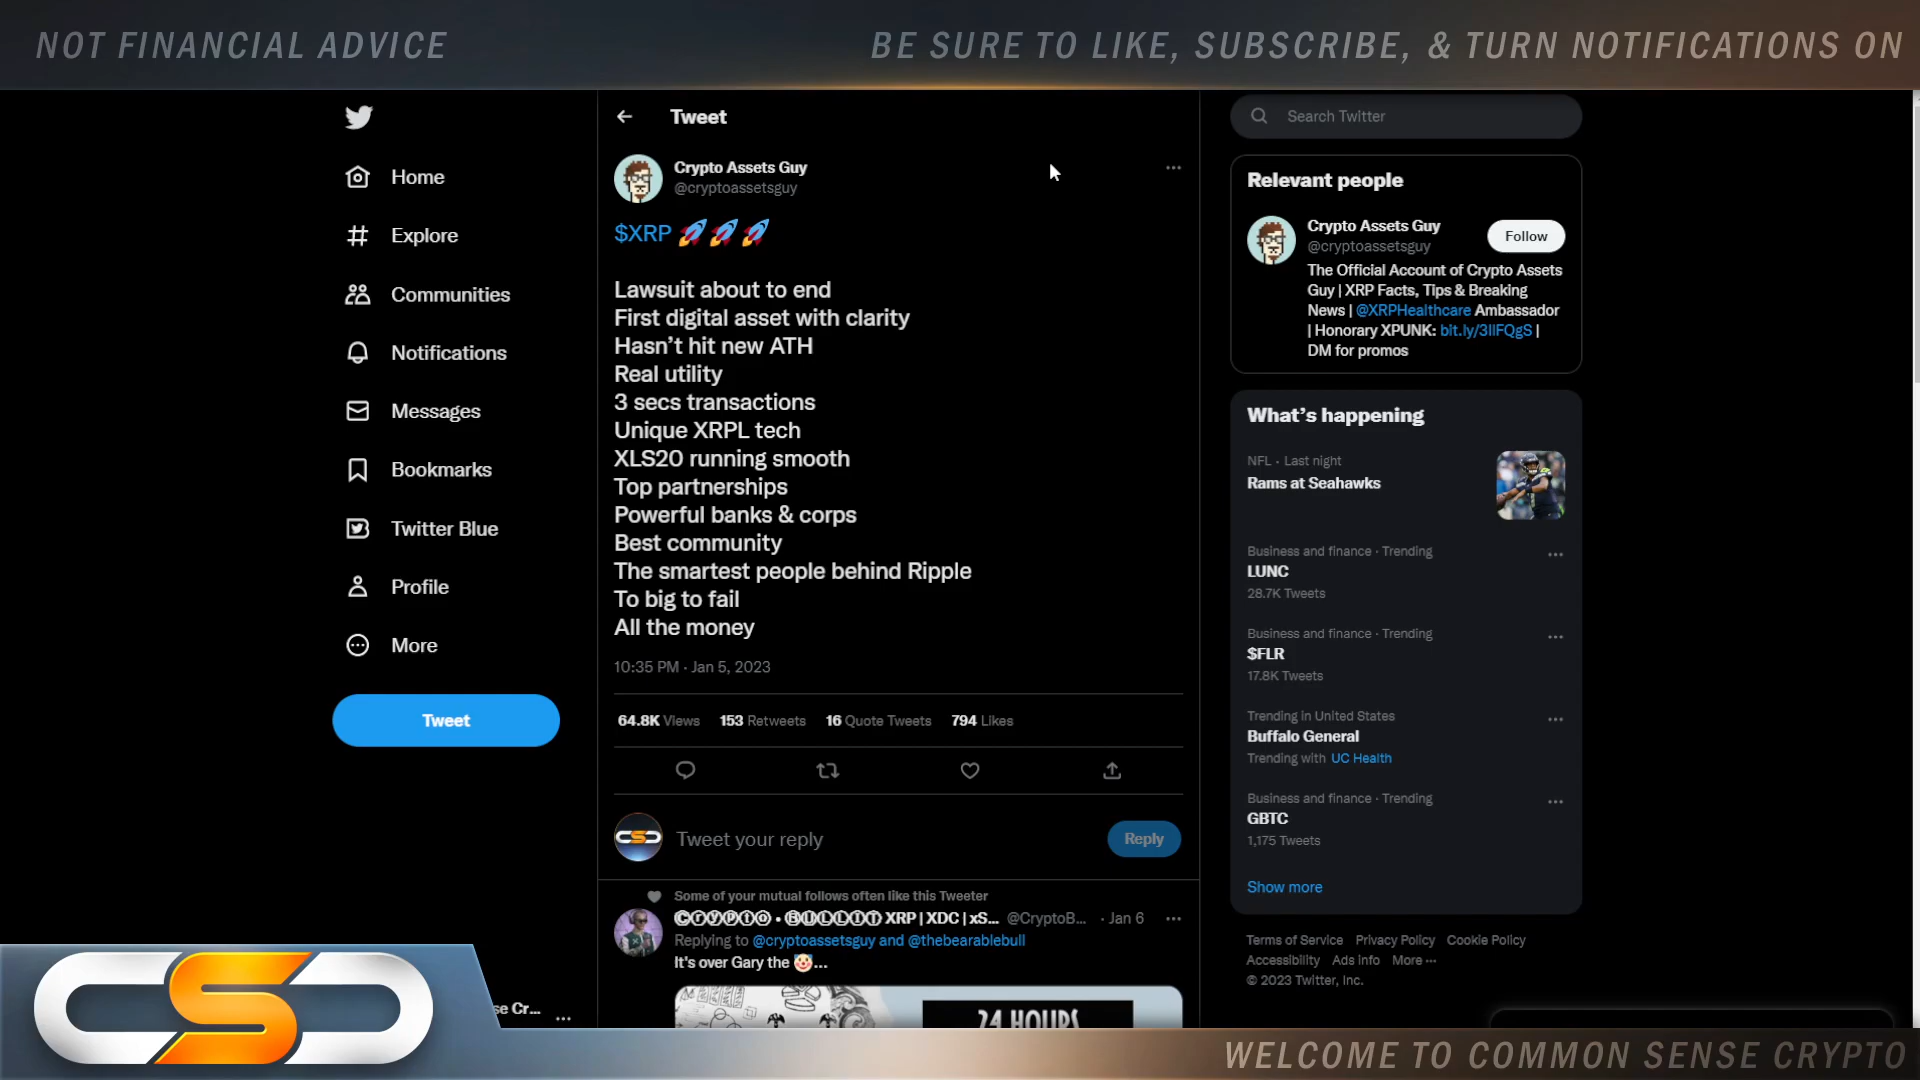 NOT FINANCIAL ADVICE
BE SURE TO LIKE, SUBSCRIBE, & TURN NOTIFICATIONS ON
Home
Explore
Communities
Notifications
Messages
Bookmarks
Twitter Blue
Profile
More
Tweet
se Cr...
Tweet
Crypto Assets Guy
@cryptoassetsguy
$XRP 🚀🚀🚀
Lawsuit about to end
First digital asset with clarity
Hasn't hit new ATH
Real utility
3 secs transactions
Unique XRPL tech
XLS20 running smooth
Top partnerships
Powerful banks & corps
Best community
The smartest people behind Ripple
To big to fail
All the money
10:35 PM · Jan 5, 2023
64.8K Views 153 Retweets 16 Quote Tweets 794 Likes
Tweet your reply
Reply
Some of your mutual follows often like this Tweeter
Ⓒⓡⓨⓟⓣⓞ • ⒷⓊⓁⓁⒾⓉ XRP | XDC | xS... @CryptoB... · Jan 6
Replying to @cryptoassetsguy and @thebearablebull
It's over Gary the 🤡...
24 HOURS
Search Twitter
Relevant people
Crypto Assets Guy
@cryptoassetsguy
Follow
The Official Account of Crypto Assets
Guy | XRP Facts, Tips & Breaking
News | @XRPHealthcare Ambassador
| Honorary XPUNK: bit.ly/3IlFQgS |
DM for promos
What's happening
NFL · Last night
Rams at Seahawks
Business and finance · Trending
LUNC
28.7K Tweets
Business and finance · Trending
$FLR
17.8K Tweets
Trending in United States
Buffalo General
Trending with UC Health
Business and finance · Trending
GBTC
1,175 Tweets
Show more
Terms of Service Privacy Policy Cookie Policy
Accessibility Ads info More ...
© 2023 Twitter, Inc.
CSC
WELCOME TO COMMON SENSE CRYPTO